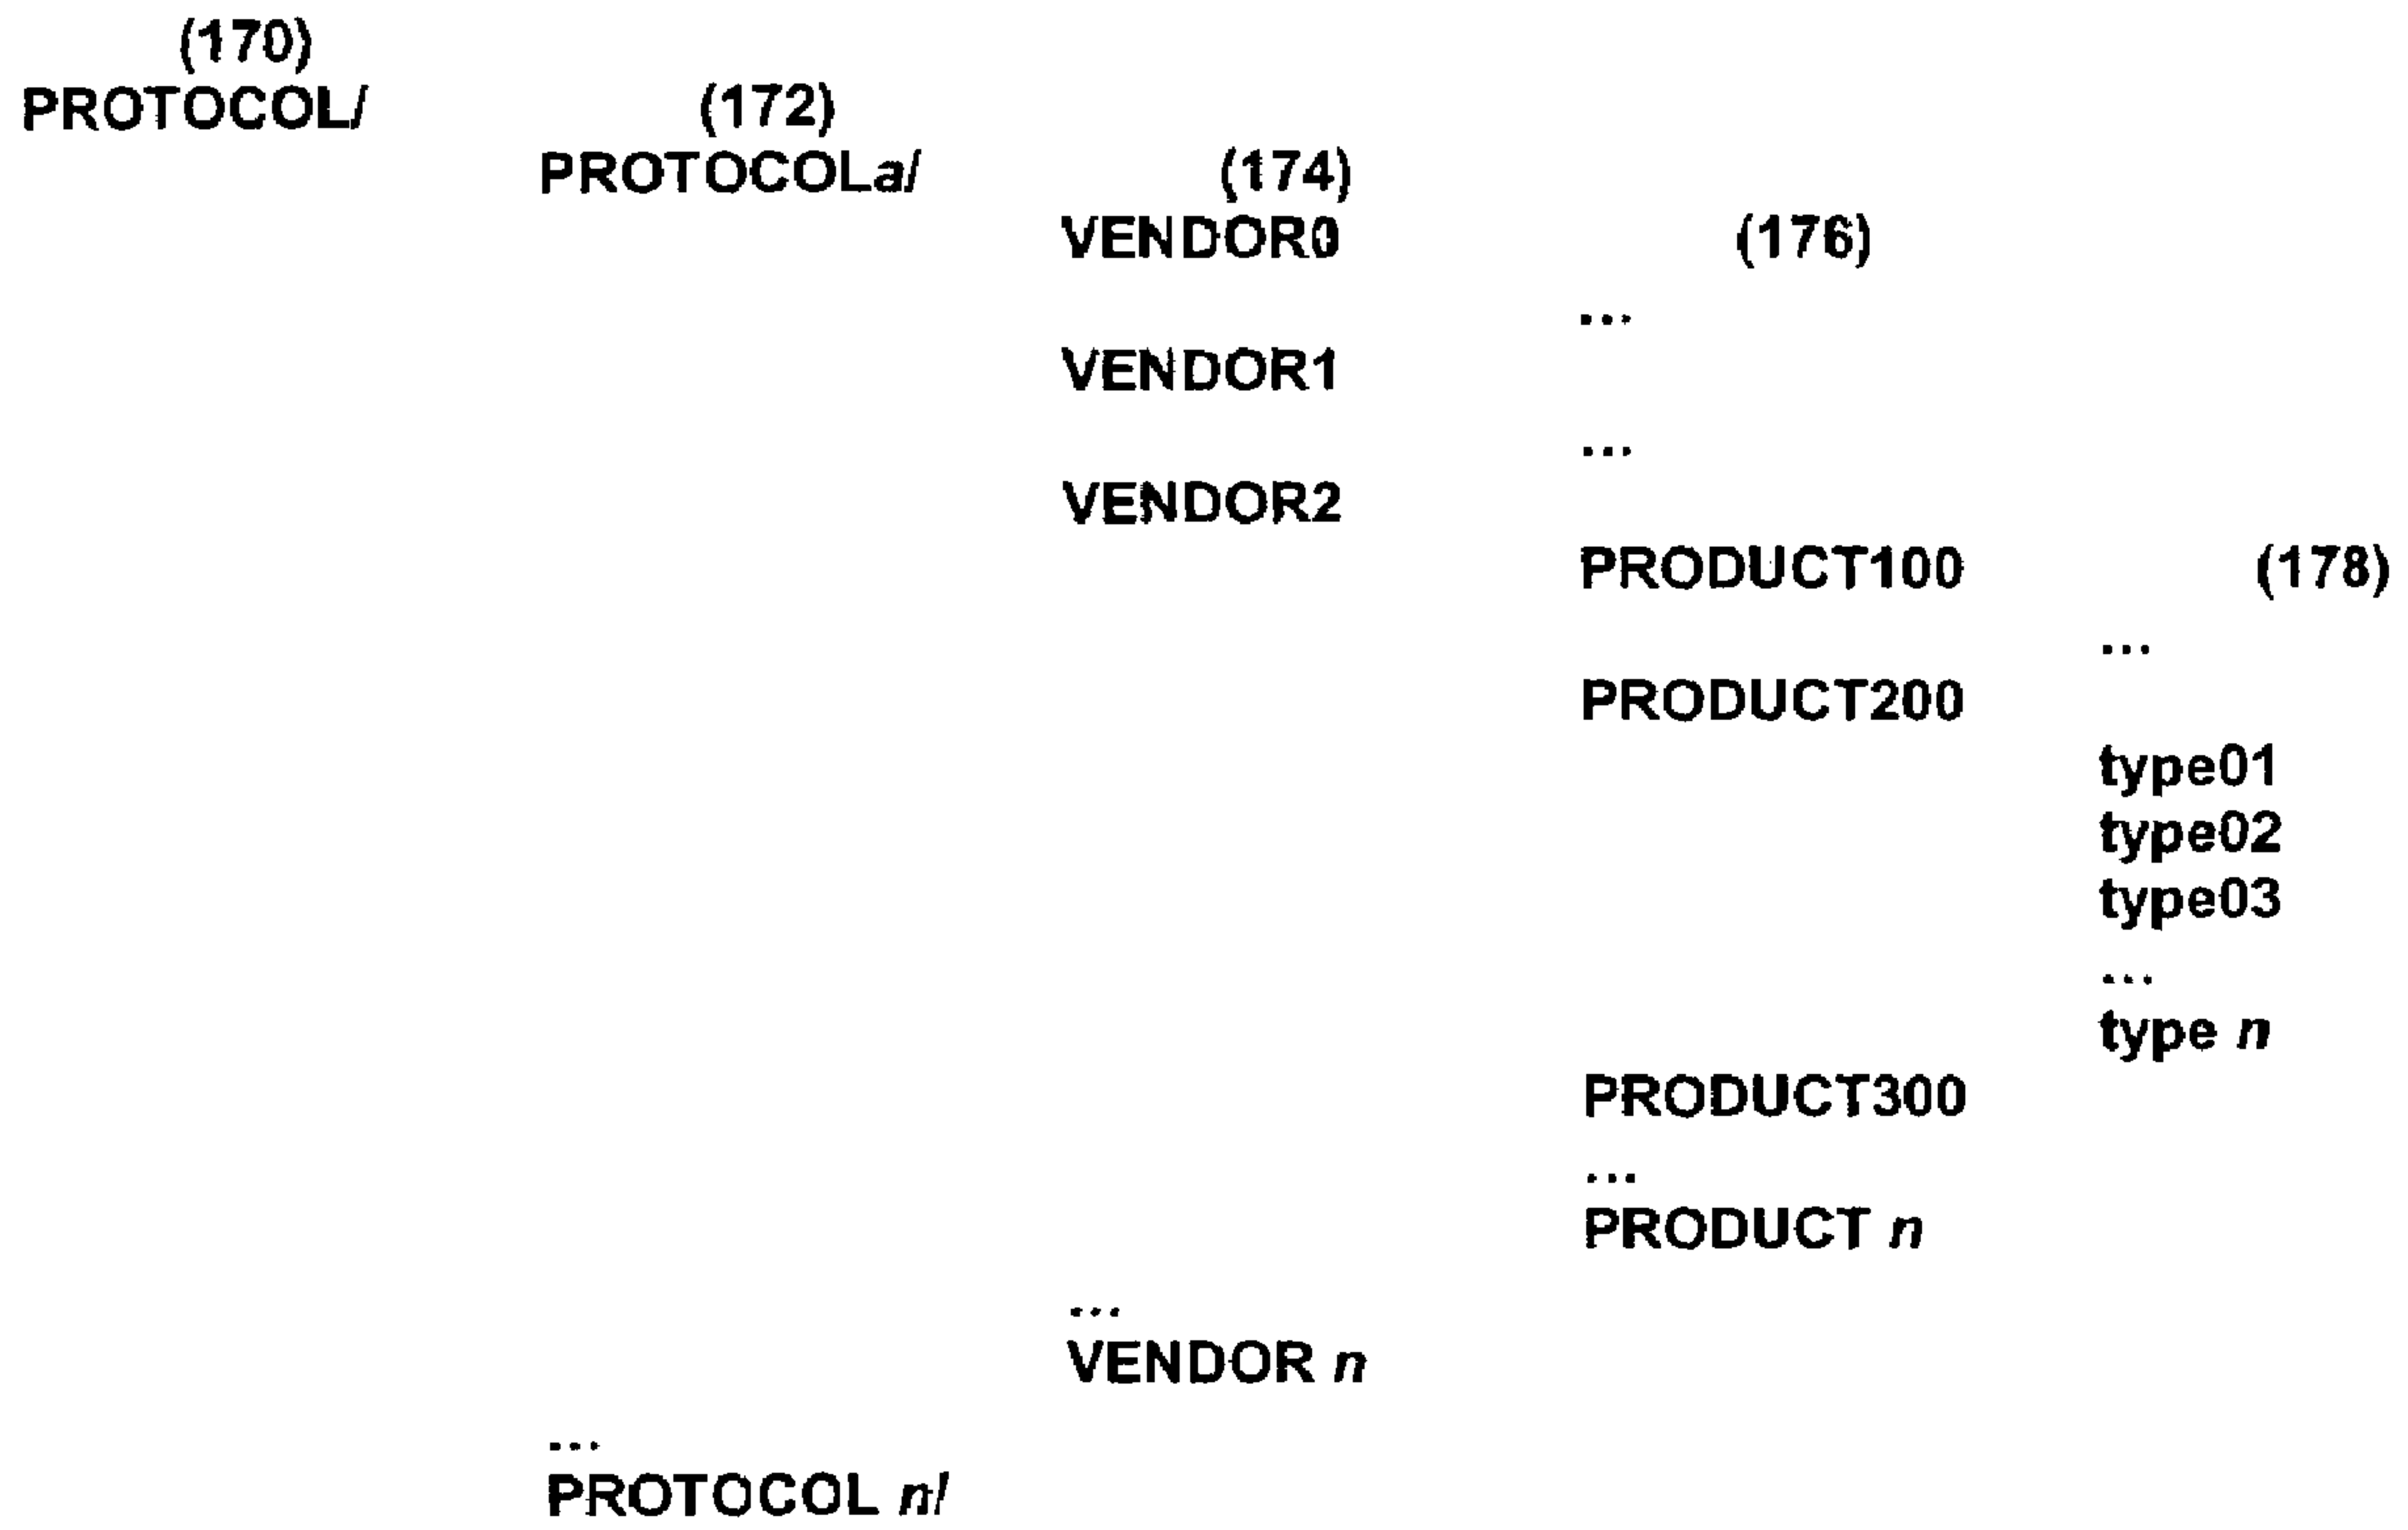 (170)
PROTOCOL/
(172)
PROTOCOLa/
(174)
VENDOR0
(176)
...
VENDOR1
...
VENDOR2
PRODUCT100
(178)
...
PRODUCT200
type01
type02
type03
...
type n
PRODUCT300
...
PRODUCT n
...
VENDOR n
...
PROTOCOL n/